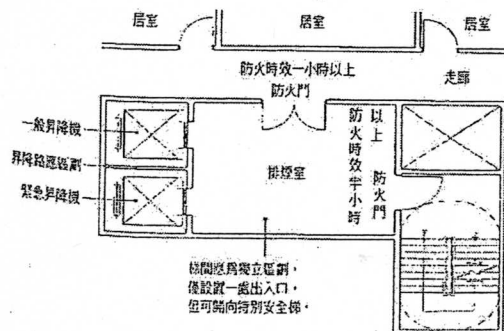 居室
居室
居室
防火時效一小時以上
防火門
走廊
一般昇降機
昇降路應區劃
緊急昇降機
排煙室
防火時效半小時
以上 防火門
梯間應為獨立區劃，
僅設置一處出入口，
但可開向特別安全梯。